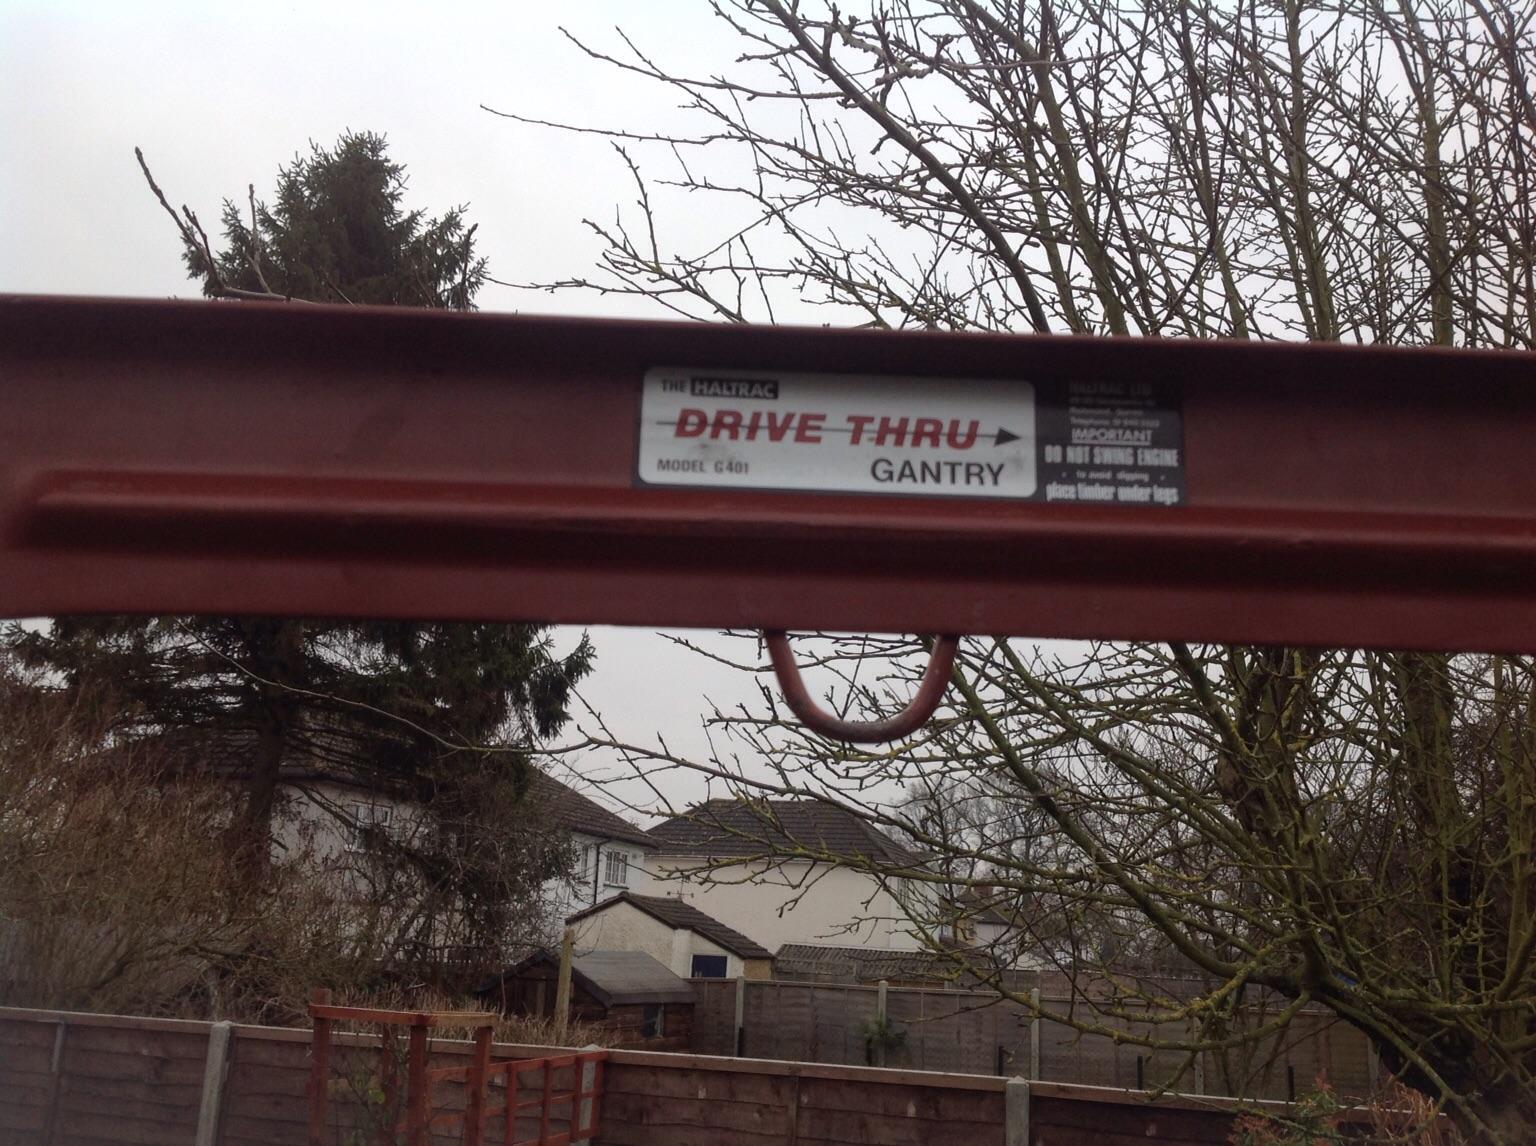 THE HALTRAC
DRIVE THRU
MODEL G401
GANTRY
HALTRAC LTD
IMPORTANT
DO NOT SWING ENGINE
to avoid slipping
place timber under legs